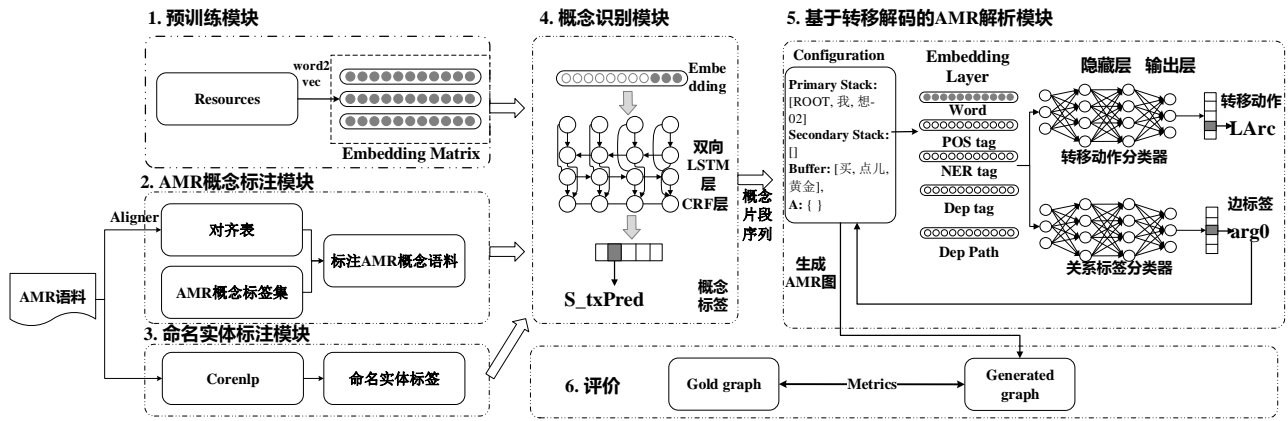 1. 预训练模块
Resources
word2
vec
Embedding Matrix
2. AMR概念标注模块
Aligner
对齐表
AMR概念标签集
标注AMR概念语料
AMR语料
3. 命名实体标注模块
Corenlp
命名实体标签
4. 概念识别模块
Embe
dding
双向
LSTM
层
CRF层
S_txPred
概念
标签
概念
片段
序列
5. 基于转移解码的AMR解析模块
Configuration
Primary Stack:
[ROOT, 我, 想-
02]
Secondary Stack:
[]
Buffer: [买, 点儿,
黄金],
A: { }
Embedding
Layer
Word
POS tag
NER tag
Dep tag
Dep Path
隐藏层 输出层
转移动作分类器
转移动作
LArc
关系标签分类器
边标签
arg0
生成
AMR图
6. 评价
Gold graph
Metrics
Generated
graph